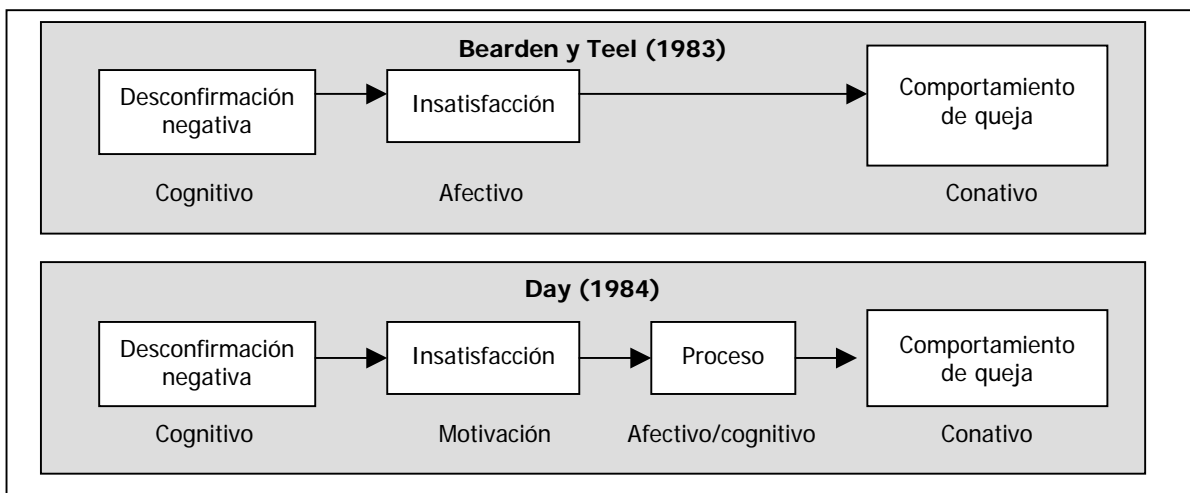 Bearden y Teel (1983)
Desconfirmación
negativa
Insatisfacción
Comportamiento
de queja
Cognitivo
Afectivo
Conativo
Day (1984)
Desconfirmación
negativa
Insatisfacción
Proceso
Comportamiento
de queja
Cognitivo
Motivación
Afectivo/cognitivo
Conativo